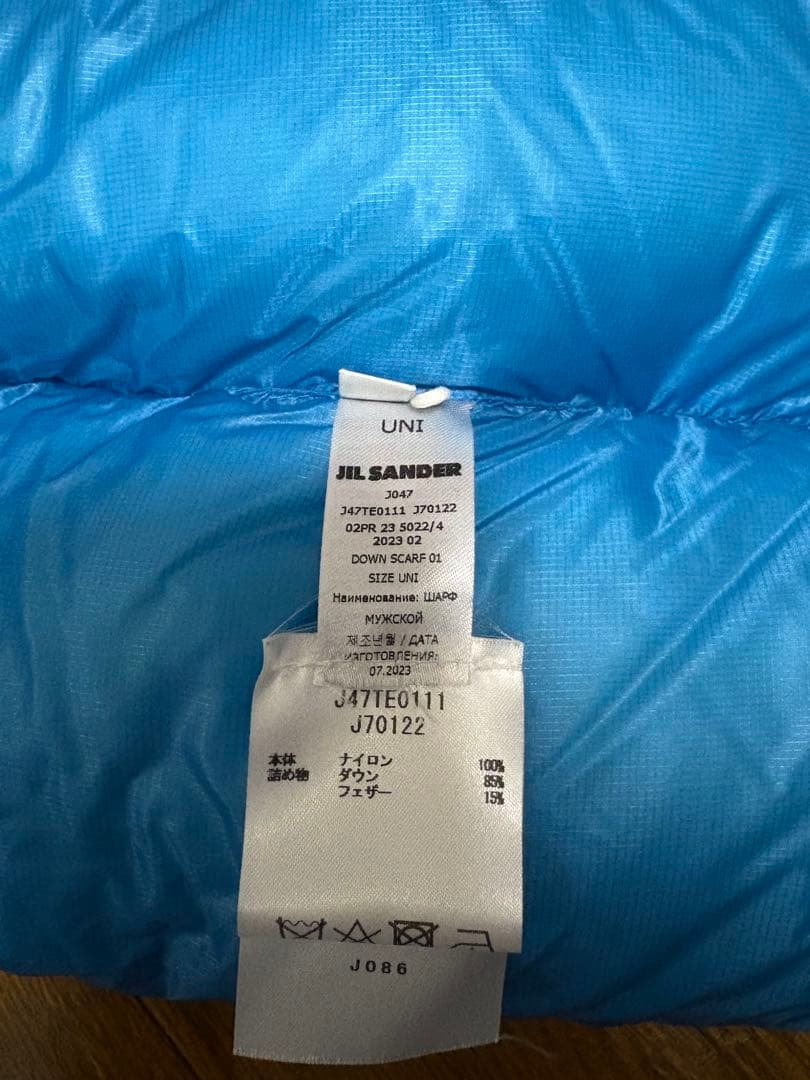 UNI
JIL SANDER
J047
J47TE0111 J70122
02PR 23 5022/4
2023 02
DOWN SCARF 01
SIZE UNI
Наименование: ШАРФ
МУЖСКОЙ
제조년월 / ДАТА
ИЗГОТОВЛЕНИЯ:
07.2023
J47TE0111
J70122
本体 ナイロン 100%
詰め物 ダウン 85%
フェザー 15%
J086